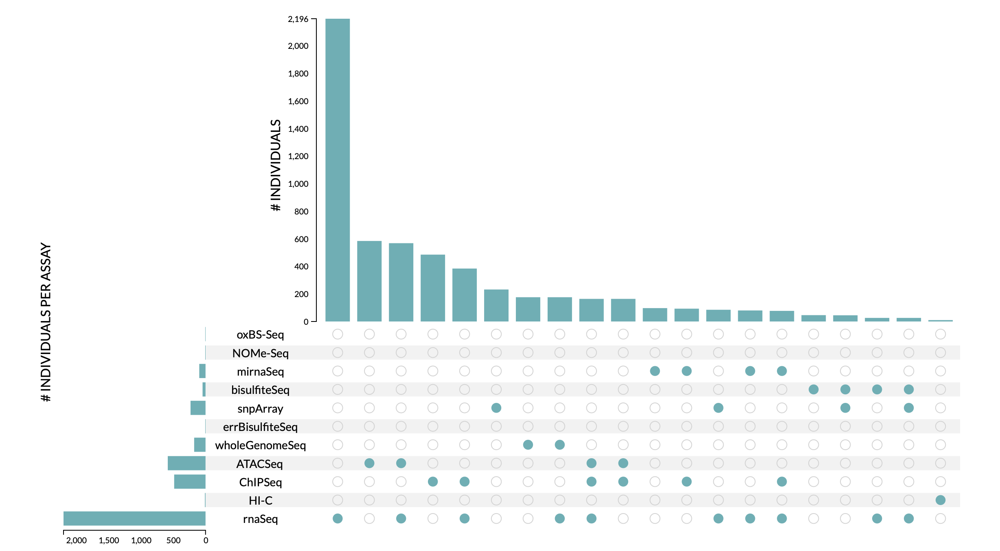 2,196
2,000
1,800
1,600
1,400
1,200
1,000
800
600
400
200
0
# INDIVIDUALS
# INDIVIDUALS PER ASSAY
oxBS-Seq
NOMe-Seq
mirnaSeq
bisulfiteSeq
snpArray
errBisulfiteSeq
wholeGenomeSeq
ATACSeq
ChIPSeq
HI-C
rnaSeq
2,000 1,500 1,000 500 0